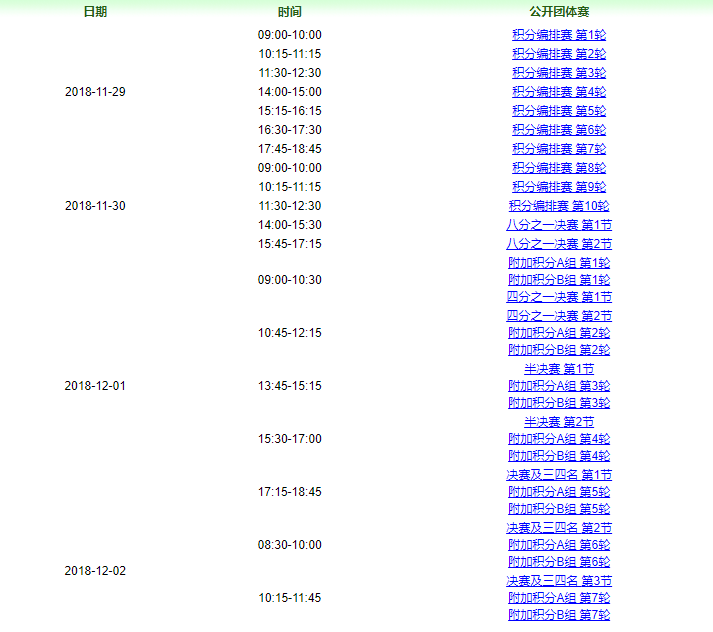 日期 时间 公开团体赛
09:00-10:00 积分编排赛 第1轮
10:15-11:15 积分编排赛 第2轮
11:30-12:30 积分编排赛 第3轮
2018-11-29 14:00-15:00 积分编排赛 第4轮
15:15-16:15 积分编排赛 第5轮
16:30-17:30 积分编排赛 第6轮
17:45-18:45 积分编排赛 第7轮
09:00-10:00 积分编排赛 第8轮
10:15-11:15 积分编排赛 第9轮
2018-11-30 11:30-12:30 积分编排赛 第10轮
14:00-15:30 八分之一决赛 第1节
15:45-17:15 八分之一决赛 第2节
附加积分A组 第1轮
09:00-10:30 附加积分B组 第1轮
四分之一决赛 第1节
四分之一决赛 第2节
10:45-12:15 附加积分A组 第2轮
附加积分B组 第2轮
半决赛 第1节
2018-12-01 13:45-15:15 附加积分A组 第3轮
附加积分B组 第3轮
半决赛 第2节
15:30-17:00 附加积分A组 第4轮
附加积分B组 第4轮
决赛及三四名 第1节
17:15-18:45 附加积分A组 第5轮
附加积分B组 第5轮
决赛及三四名 第2节
08:30-10:00 附加积分A组 第6轮
附加积分B组 第6轮
2018-12-02
决赛及三四名 第3节
10:15-11:45 附加积分A组 第7轮
附加积分B组 第7轮